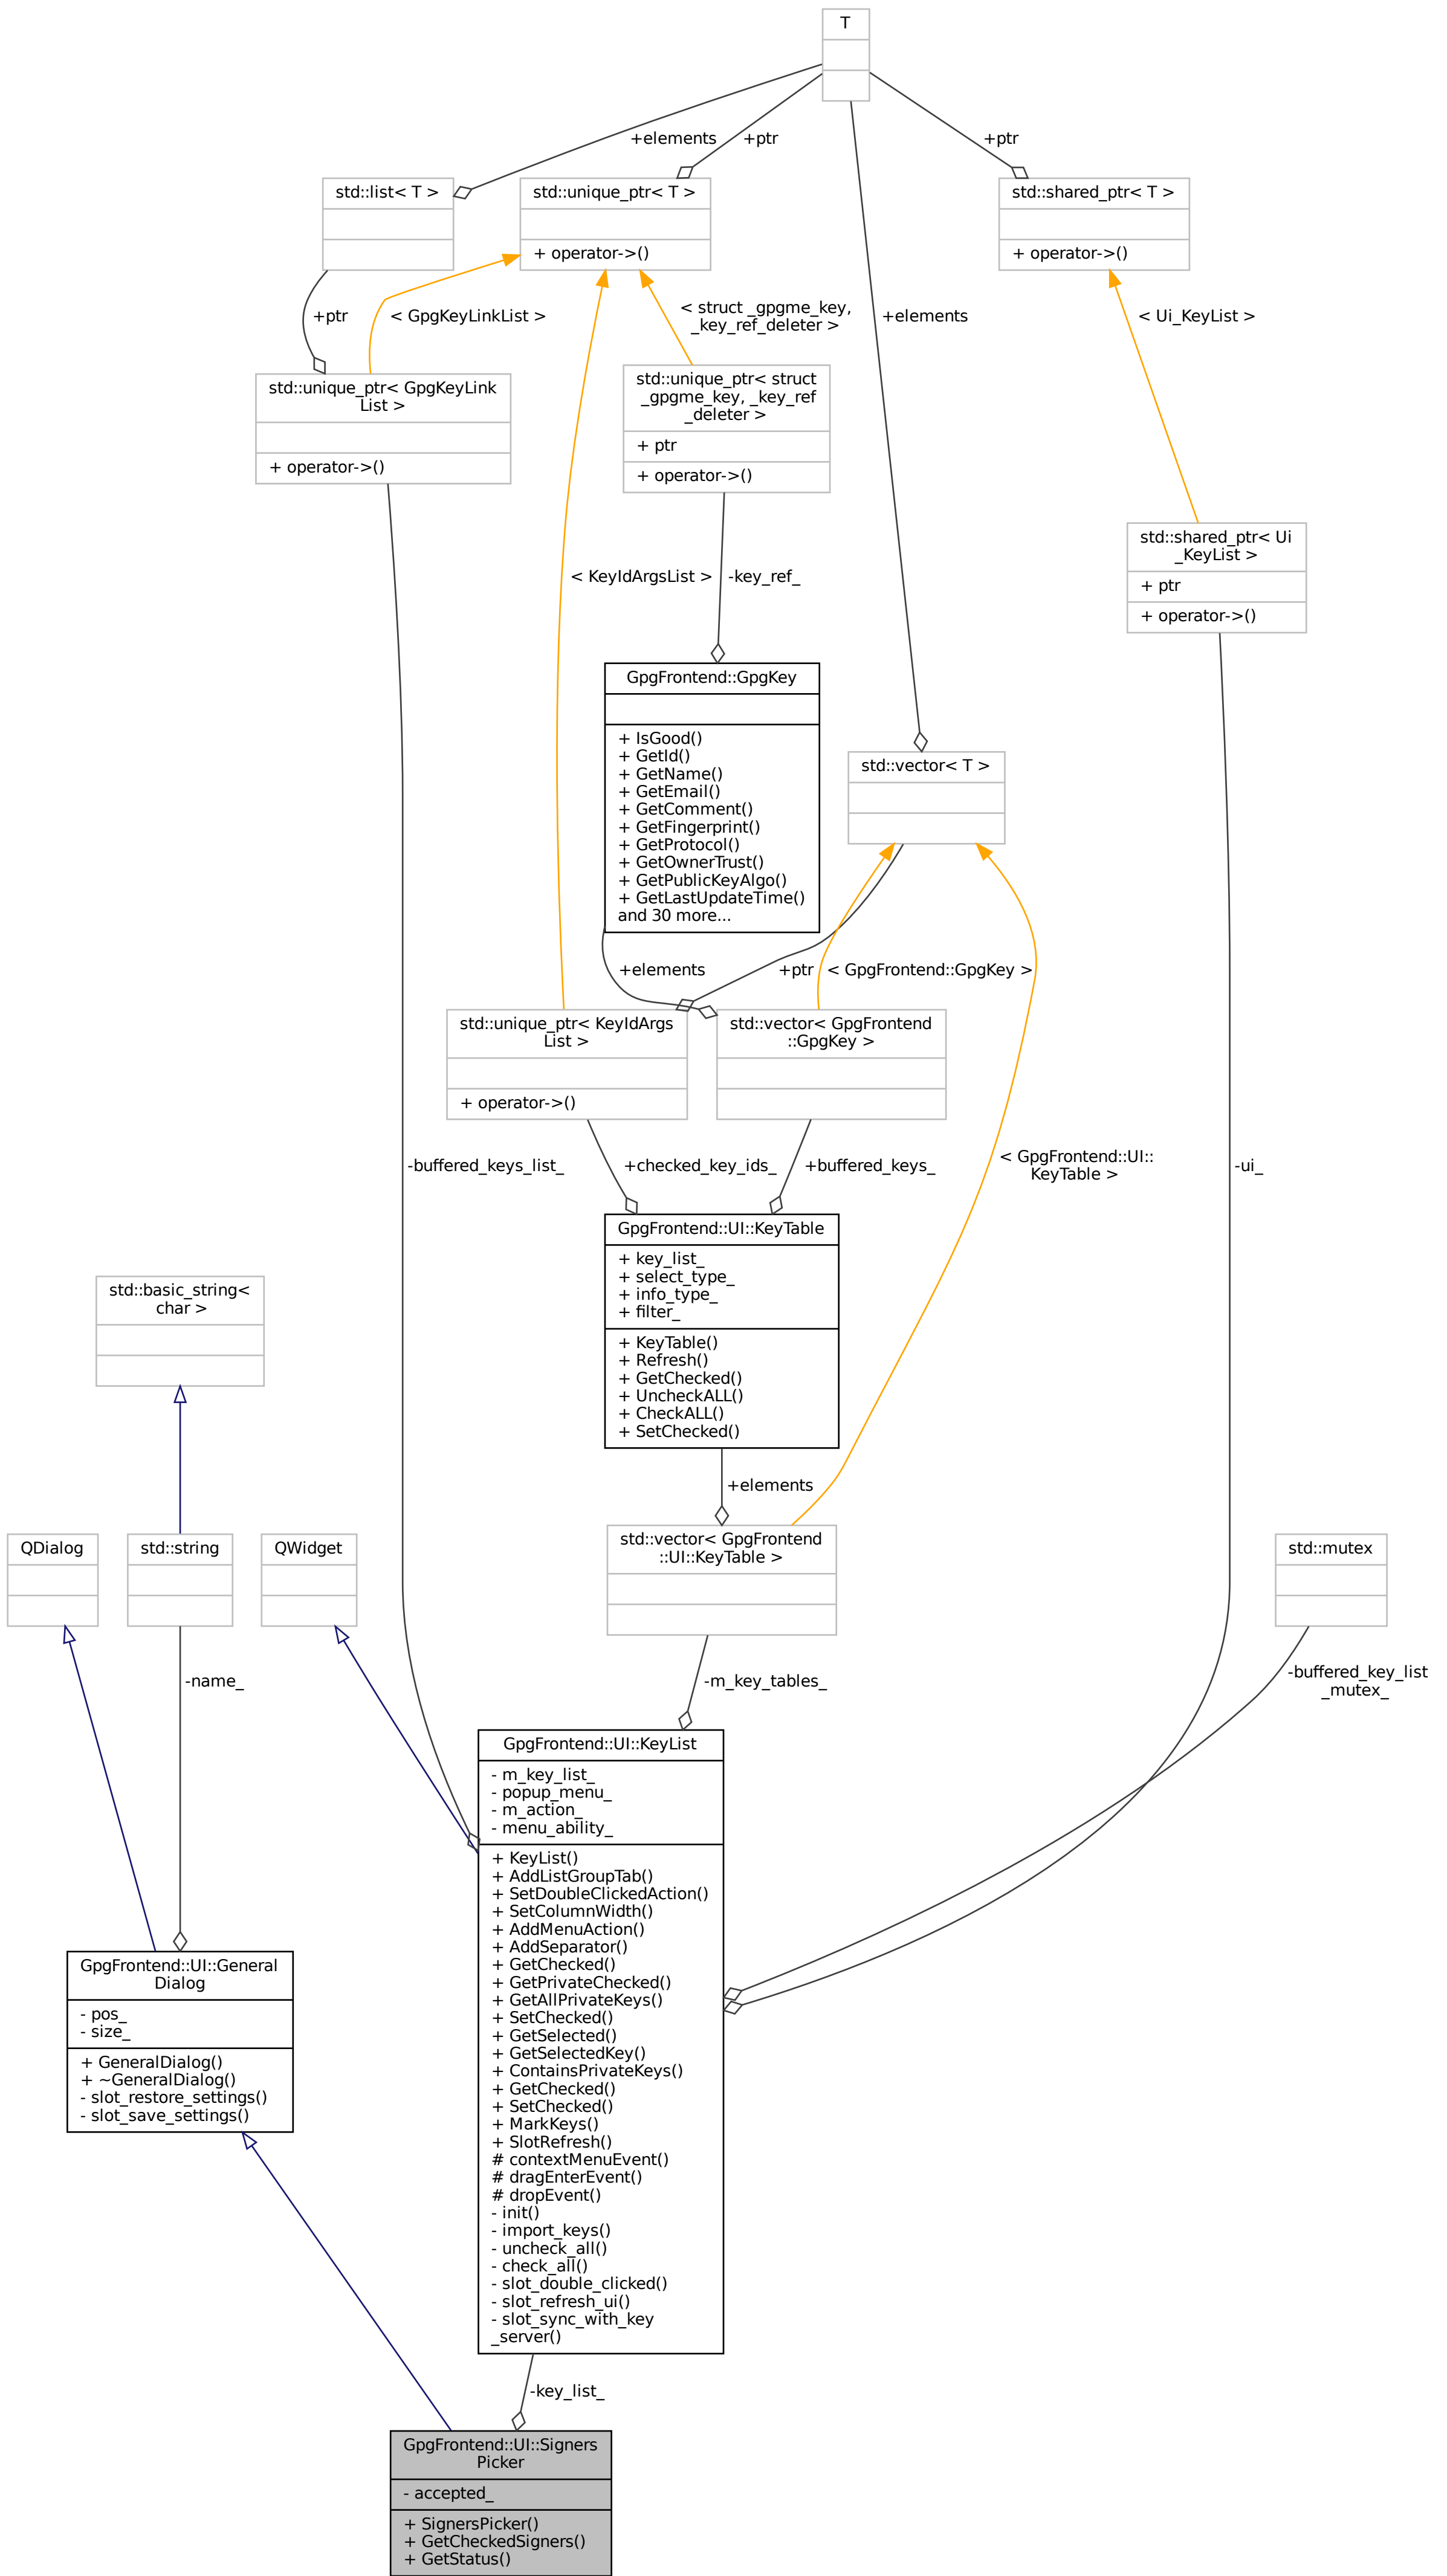 T
+elements
+ptr
+ptr
std::list< T >
std::unique_ptr< T >
+ operator->()
std::shared_ptr< T >
+ operator->()
+ptr
< GpgKeyLinkList >
< struct _gpgme_key,
_key_ref_deleter >
+elements
< Ui_KeyList >
std::unique_ptr< GpgKeyLink
List >
+ operator->()
std::unique_ptr< struct
_gpgme_key, _key_ref
_deleter >
+ ptr
+ operator->()
std::shared_ptr< Ui
_KeyList >
+ ptr
+ operator->()
< KeyIdArgsList >
-key_ref_
GpgFrontend::GpgKey
+ IsGood()
+ GetId()
+ GetName()
+ GetEmail()
+ GetComment()
+ GetFingerprint()
+ GetProtocol()
+ GetOwnerTrust()
+ GetPublicKeyAlgo()
+ GetLastUpdateTime()
and 30 more...
std::vector< T >
+elements
+ptr
< GpgFrontend::GpgKey >
std::unique_ptr< KeyIdArgs
List >
+ operator->()
std::vector< GpgFrontend
::GpgKey >
-buffered_keys_list_
+checked_key_ids_
+buffered_keys_
< GpgFrontend::UI::
KeyTable >
-ui_
GpgFrontend::UI::KeyTable
+ key_list_
+ select_type_
+ info_type_
+ filter_
+ KeyTable()
+ Refresh()
+ GetChecked()
+ UncheckALL()
+ CheckALL()
+ SetChecked()
std::basic_string<
char >
+elements
QDialog
std::string
QWidget
std::vector< GpgFrontend
::UI::KeyTable >
std::mutex
-name_
-m_key_tables_
-buffered_key_list
_mutex_
GpgFrontend::UI::KeyList
- m_key_list_
- popup_menu_
- m_action_
- menu_ability_
+ KeyList()
+ AddListGroupTab()
+ SetDoubleClickedAction()
+ SetColumnWidth()
+ AddMenuAction()
+ AddSeparator()
+ GetChecked()
+ GetPrivateChecked()
+ GetAllPrivateKeys()
+ SetChecked()
+ GetSelected()
+ GetSelectedKey()
+ ContainsPrivateKeys()
+ GetChecked()
+ SetChecked()
+ MarkKeys()
+ SlotRefresh()
# contextMenuEvent()
# dragEnterEvent()
# dropEvent()
- init()
- import_keys()
- uncheck_all()
- check_all()
- slot_double_clicked()
- slot_refresh_ui()
- slot_sync_with_key
_server()
GpgFrontend::UI::General
Dialog
- pos_
- size_
+ GeneralDialog()
+ ~GeneralDialog()
- slot_restore_settings()
- slot_save_settings()
-key_list_
GpgFrontend::UI::Signers
Picker
- accepted_
+ SignersPicker()
+ GetCheckedSigners()
+ GetStatus()